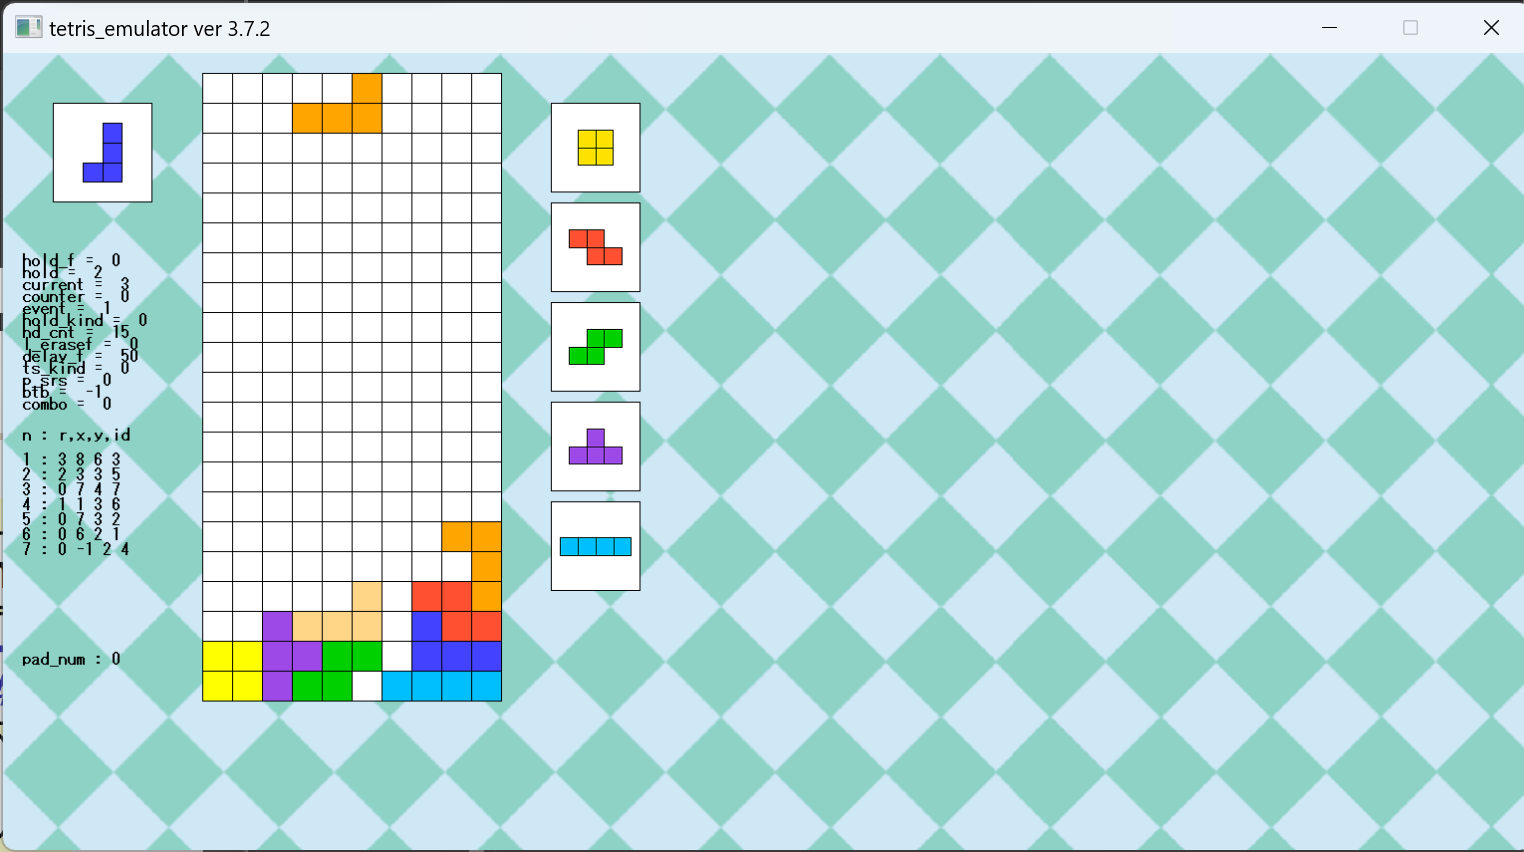 tetris_emulator ver 3.7.2
hold_f = 0
hold = 2
current = 3
counter = 0
event = 1
hold_kind = 0
nd_cnt = 15
l_erasef = 0
delay_f = 50
ts_kind = 0
p_srs = 0
btb = -1
combo = 0
n : r,x,y,id
1 : 3 8 6 3
2 : 2 3 3 5
3 : 0 7 4 7
4 : 1 1 3 6
5 : 0 7 3 2
6 : 0 6 2 1
7 : 0 -1 2 4
pad_num : 0